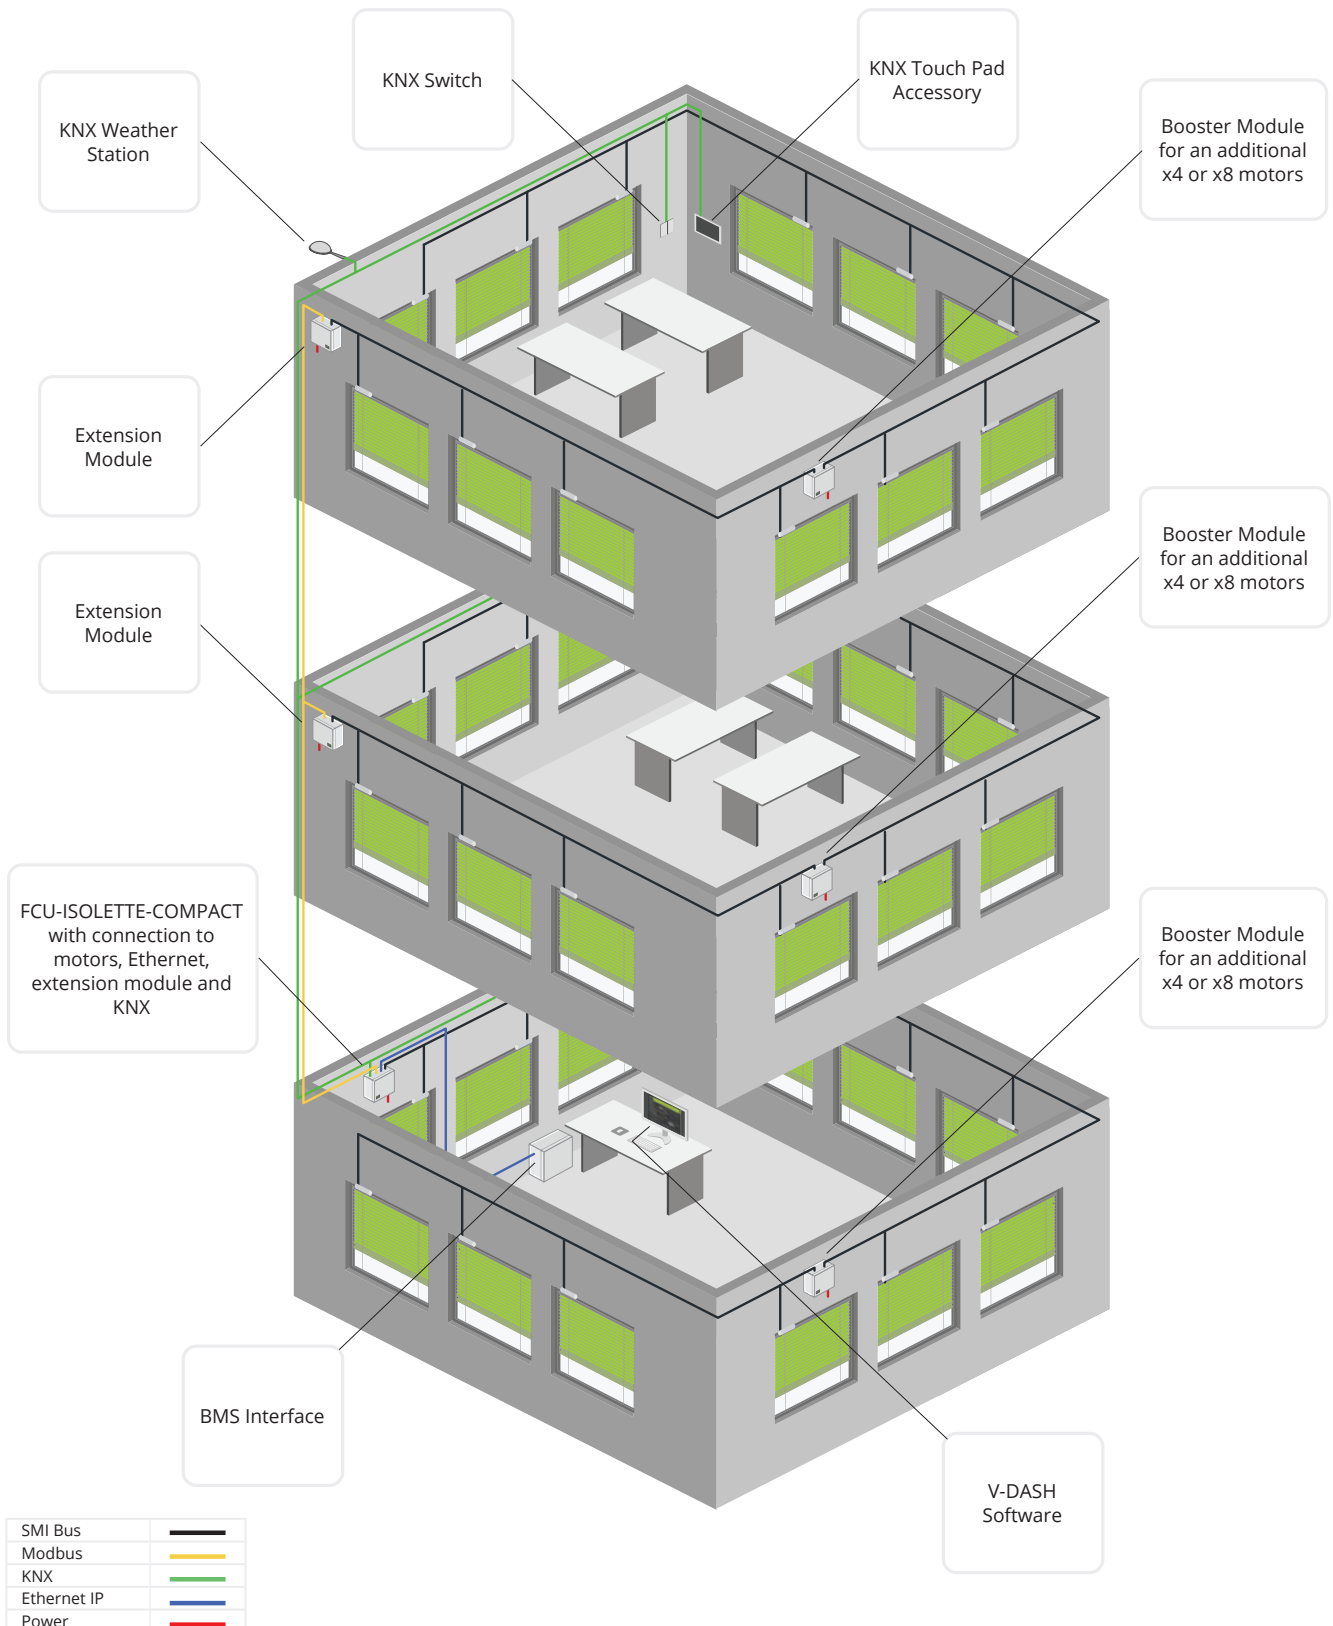 KNX Switch
KNX Touch Pad
Accessory
KNX Weather
Station
Booster Module
for an additional
x4 or x8 motors
Extension
Module
Booster Module
for an additional
x4 or x8 motors
Extension
Module
FCU-ISOLETTE-COMPACT
with connection to
motors, Ethernet,
extension module and
KNX
Booster Module
for an additional
x4 or x8 motors
BMS Interface
V-DASH
Software
SMI Bus
Modbus
KNX
Ethernet IP
Power